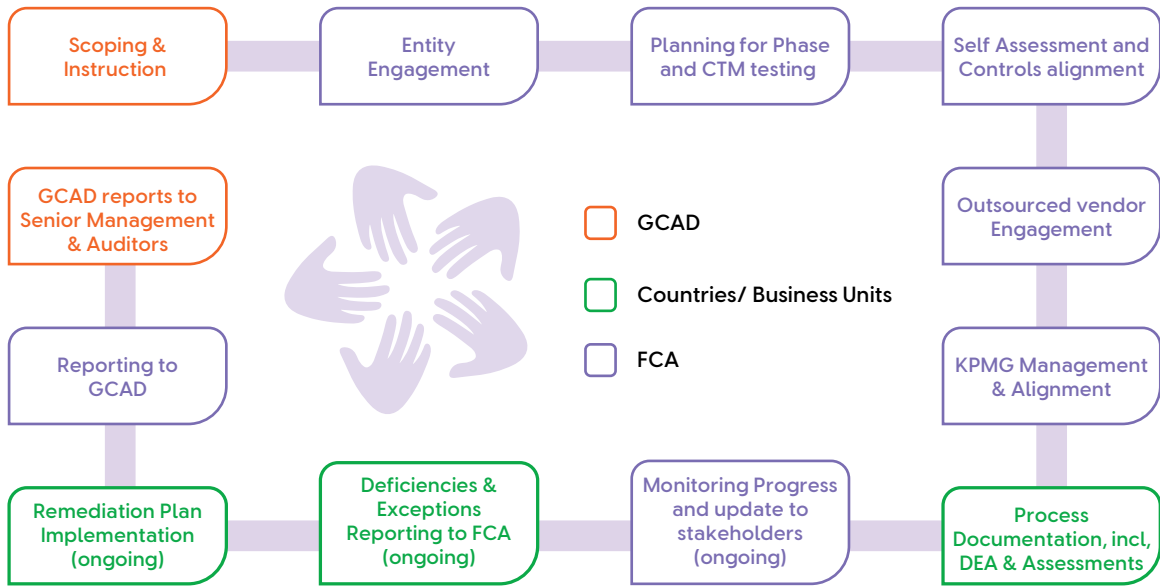 Scoping &
Instruction
Entity
Engagement
Planning for Phase
and CTM testing
Self Assessment and
Controls alignment
GCAD reports to
Senior Management
& Auditors
GCAD
Countries/ Business Units
FCA
Outsourced vendor
Engagement
Reporting to
GCAD
KPMG Management
& Alignment
Remediation Plan
Implementation
(ongoing)
Deficiencies &
Exceptions
Reporting to FCA
(ongoing)
Monitoring Progress
and update to
stakeholders
(ongoing)
Process
Documentation, incl,
DEA & Assessments